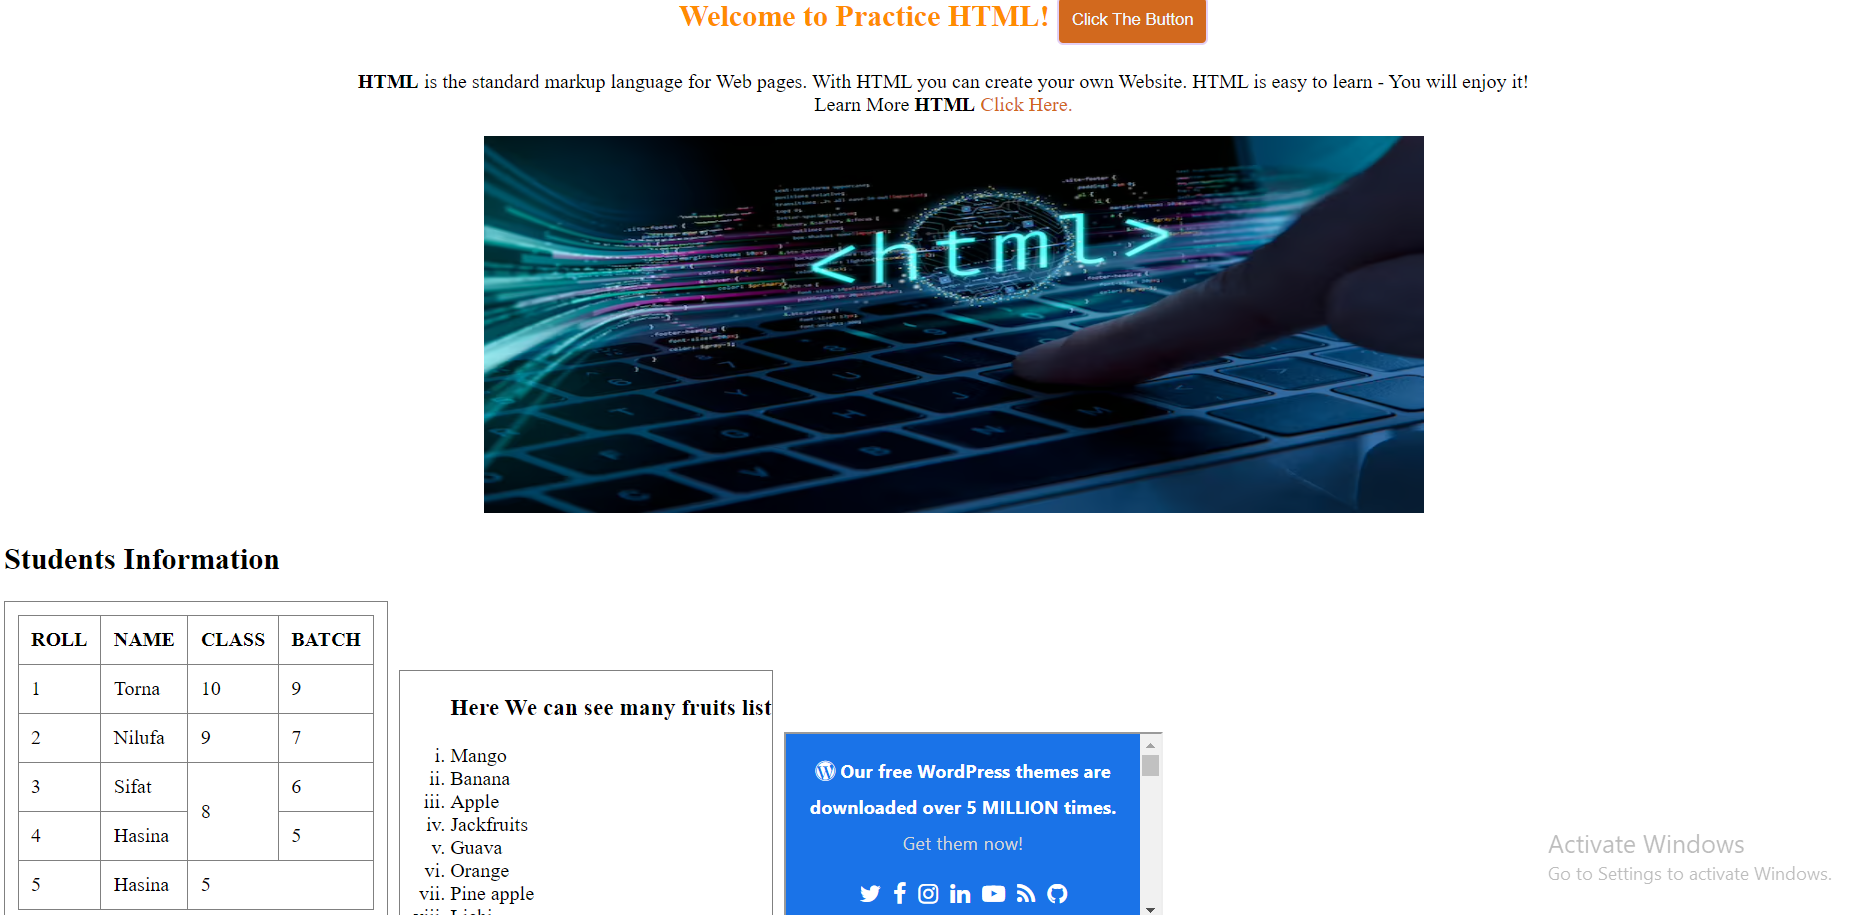 Welcome to Practice HTML! Click The Button
HTML is the standard markup language for Web pages. With HTML you can create your own Website. HTML is easy to learn - You will enjoy it!
Learn More HTML Click Here.
<html>
Students Information
ROLL NAME CLASS BATCH
1 Torna 10 9
2 Nilufa 9 7
3 Sifat 8 6
4 Hasina 5
5 Hasina 5
Here We can see many fruits list
i. Mango
ii. Banana
iii. Apple
iv. Jackfruits
v. Guava
vi. Orange
vii. Pine apple
Our free WordPress themes are
downloaded over 5 MILLION times.
Get them now!
Activate Windows
Go to Settings to activate Windows.